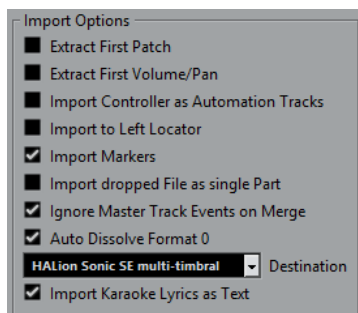 Import Options
Extract First Patch
Extract First Volume/Pan
Import Controller as Automation Tracks
Import to Left Locator
Import Markers
Import dropped File as single Part
Ignore Master Track Events on Merge
Auto Dissolve Format 0
HALion Sonic SE multi-timbral Destination
Import Karaoke Lyrics as Text